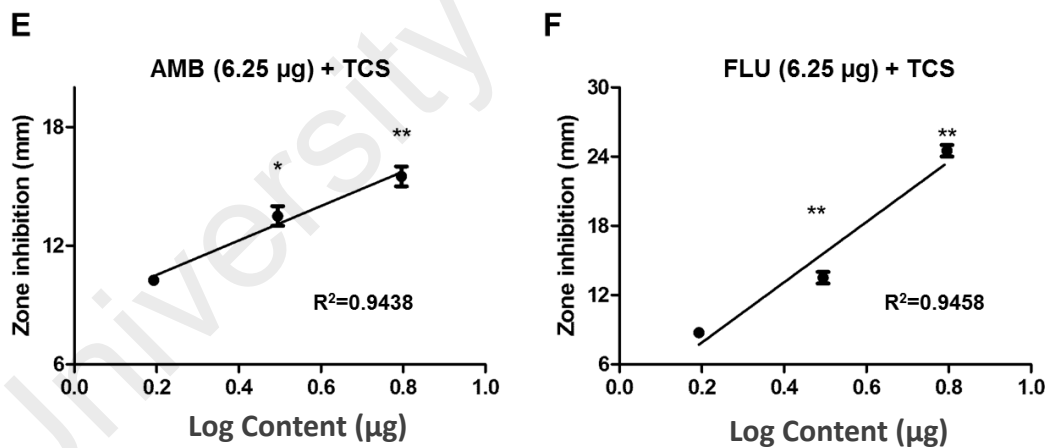 E
AMB (6.25 µg) + TCS
Zone inhibition (mm)
18
12
6
*
**
R²=0.9438
0.0 0.2 0.4 0.6 0.8 1.0
Log Content (µg)
F
FLU (6.25 µg) + TCS
Zone inhibition (mm)
30
24
18
12
6
**
**
R²=0.9458
0.0 0.2 0.4 0.6 0.8 1.0
Log Content (µg)
University